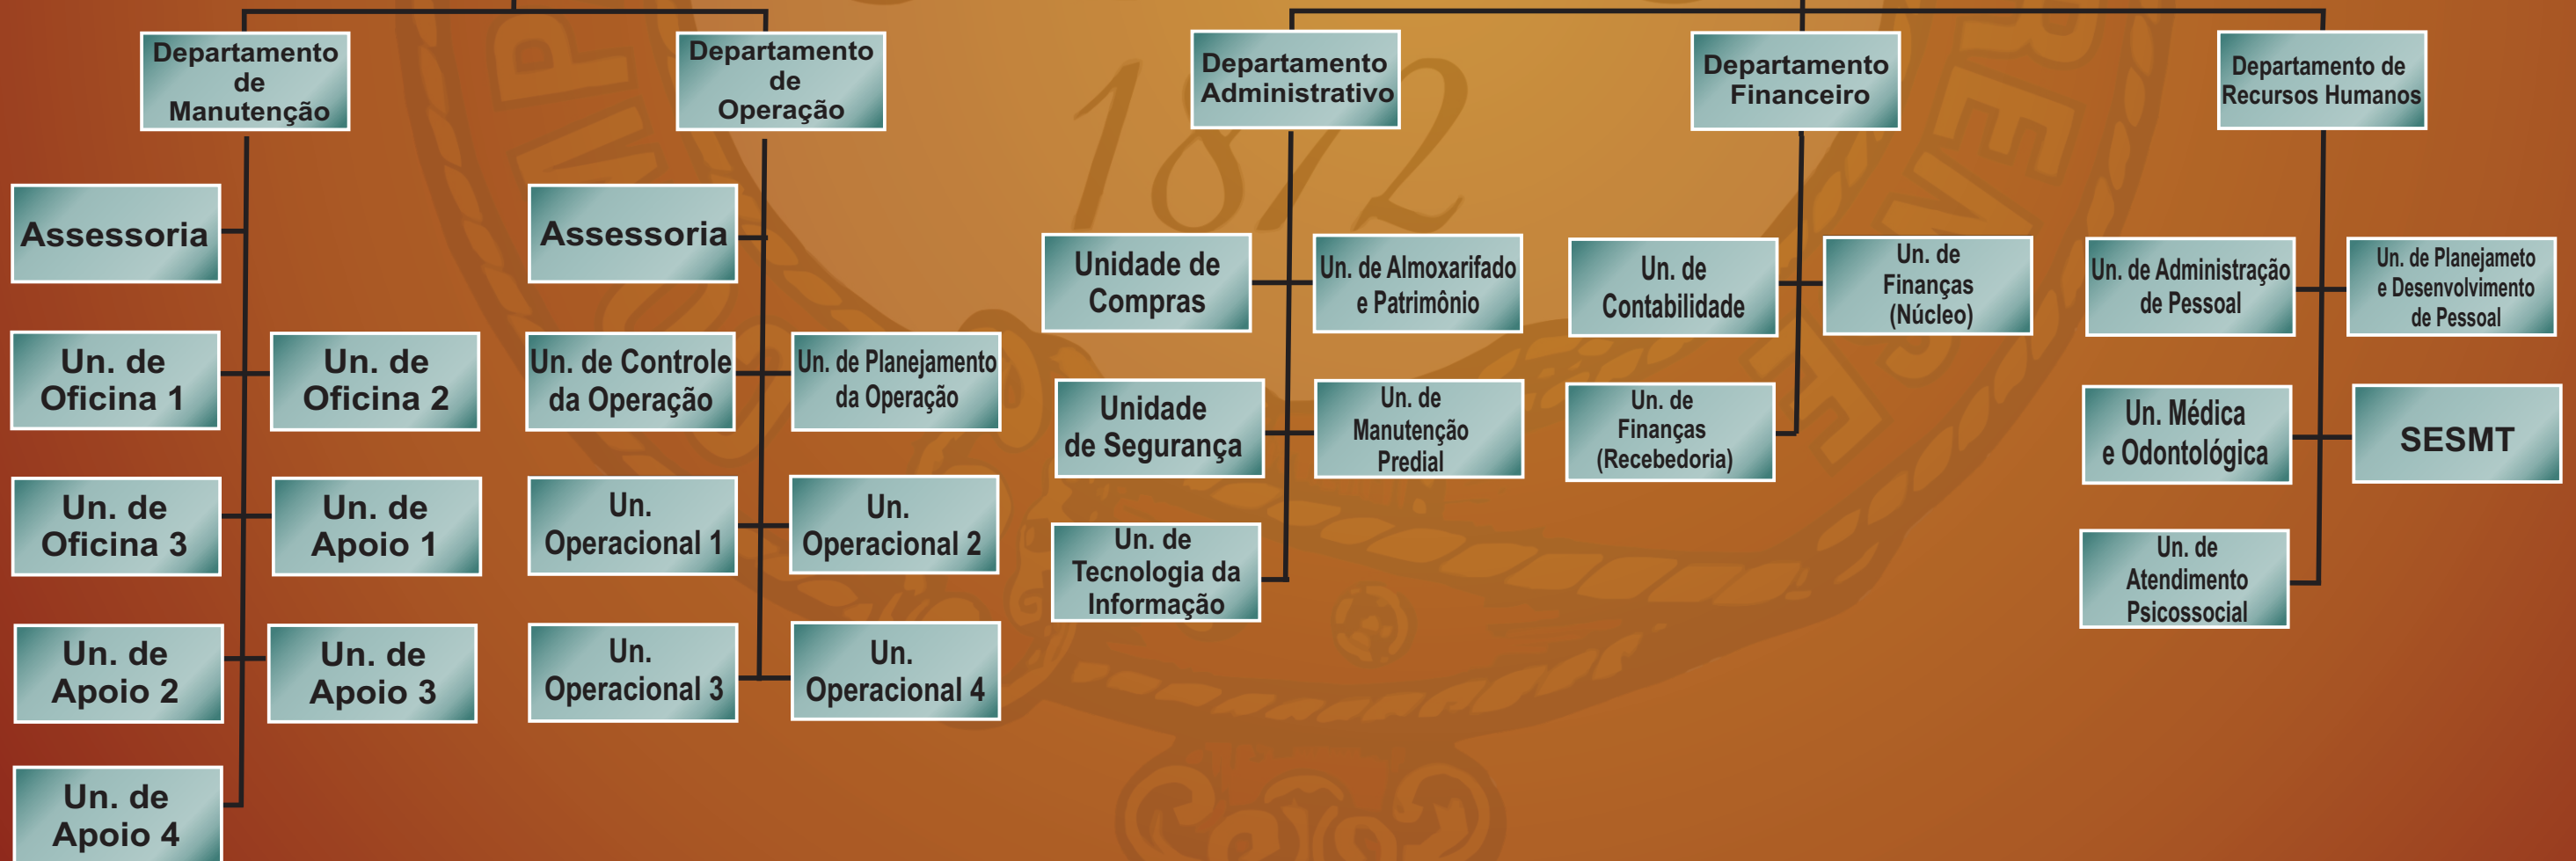 Departamento
de
Manutenção
Departamento
de
Operação
Departamento
Administrativo
Departamento
Financeiro
Departamento de
Recursos Humanos
Assessoria
Assessoria
Unidade de
Compras
Un. de Almoxarifado
e Patrimônio
Un. de
Contabilidade
Un. de
Finanças
(Núcleo)
Un. de Administração
de Pessoal
Un. de Planejameto
e Desenvolvimento
de Pessoal
Un. de
Oficina 1
Un. de
Oficina 2
Un. de Controle
da Operação
Un. de Planejamento
da Operação
Unidade
de Segurança
Un. de
Manutenção
Predial
Un. de
Finanças
(Recebedoria)
Un. Médica
e Odontológica
SESMT
Un. de
Oficina 3
Un. de
Apoio 1
Un.
Operacional 1
Un.
Operacional 2
Un. de
Tecnologia da
Informação
Un. de
Atendimento
Psicossocial
Un. de
Apoio 2
Un. de
Apoio 3
Un.
Operacional 3
Un.
Operacional 4
Un. de
Apoio 4
1872